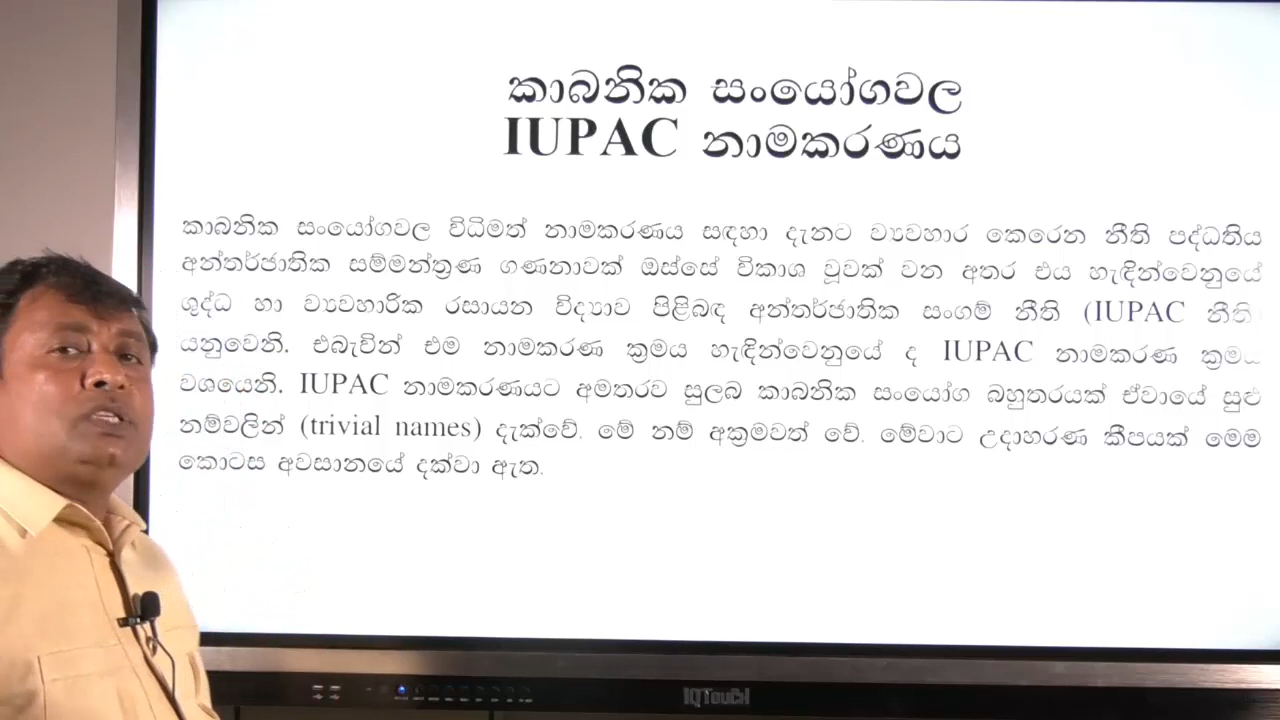 කාබනික සංයෝගවල
IUPAC නාමකරණය
කාබනික සංයෝගවල විධිමත් නාමකරණය සඳහා දැනට ව්‍යවහාර කෙරෙන නීති පද්ධතිය
අන්තර්ජාතික සම්මන්ත්‍රණ ගණනාවක් ඔස්සේ විකාශ වූවක් වන අතර එය හැඳින්වෙනුයේ
ශුද්ධ හා ව්‍යවහාරික රසායන විද්‍යාව පිළිබඳ අන්තර්ජාතික සංගම් නීති (IUPAC නීති)
යනුවෙනි. එබැවින් එම නාමකරණ ක්‍රමය හැඳින්වෙනුයේ ද IUPAC නාමකරණ ක්‍රමය
වශයෙනි. IUPAC නාමකරණයට අමතරව සුලබ කාබනික සංයෝග බහුතරයක් ඒවායේ සුළු
නම්වලින් (trivial names) දැක්වේ. මේ නම් අක්‍රමවත් වේ. මේවාට උදාහරණ කීපයක් මෙම
කොටස අවසානයේ දක්වා ඇත.
IQTouch